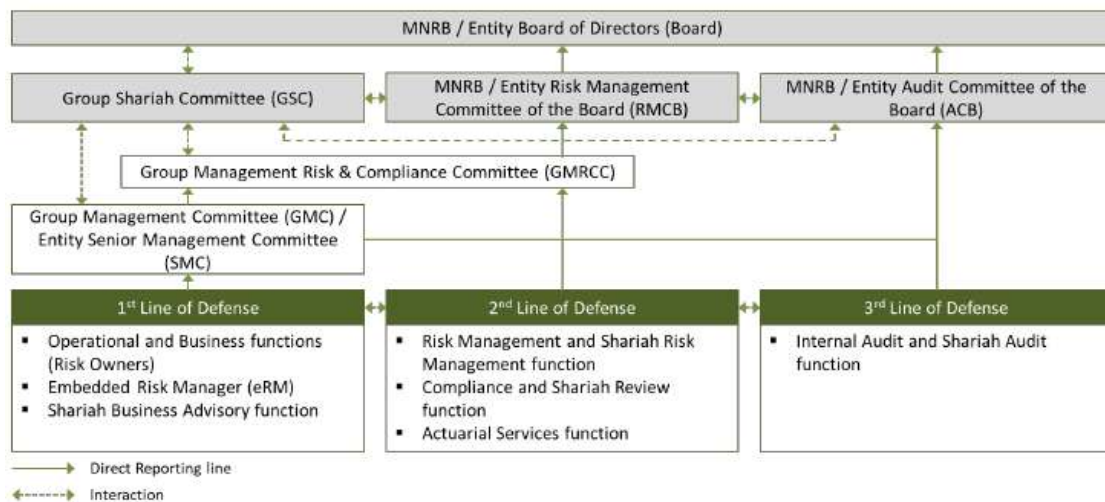 MNRB / Entity Board of Directors (Board)
Group Shariah Committee (GSC)
MNRB / Entity Risk Management
Committee of the Board (RMCB)
MNRB / Entity Audit Committee of the
Board (ACB)
Group Management Risk & Compliance Committee (GMRCC)
Group Management Committee (GMC) /
Entity Senior Management Committee
(SMC)
1st Line of Defense
▪ Operational and Business functions
(Risk Owners)
▪ Embedded Risk Manager (eRM)
▪ Shariah Business Advisory function
2nd Line of Defense
▪ Risk Management and Shariah Risk
Management function
▪ Compliance and Shariah Review
function
▪ Actuarial Services function
3rd Line of Defense
▪ Internal Audit and Shariah Audit
function
Direct Reporting line
Interaction